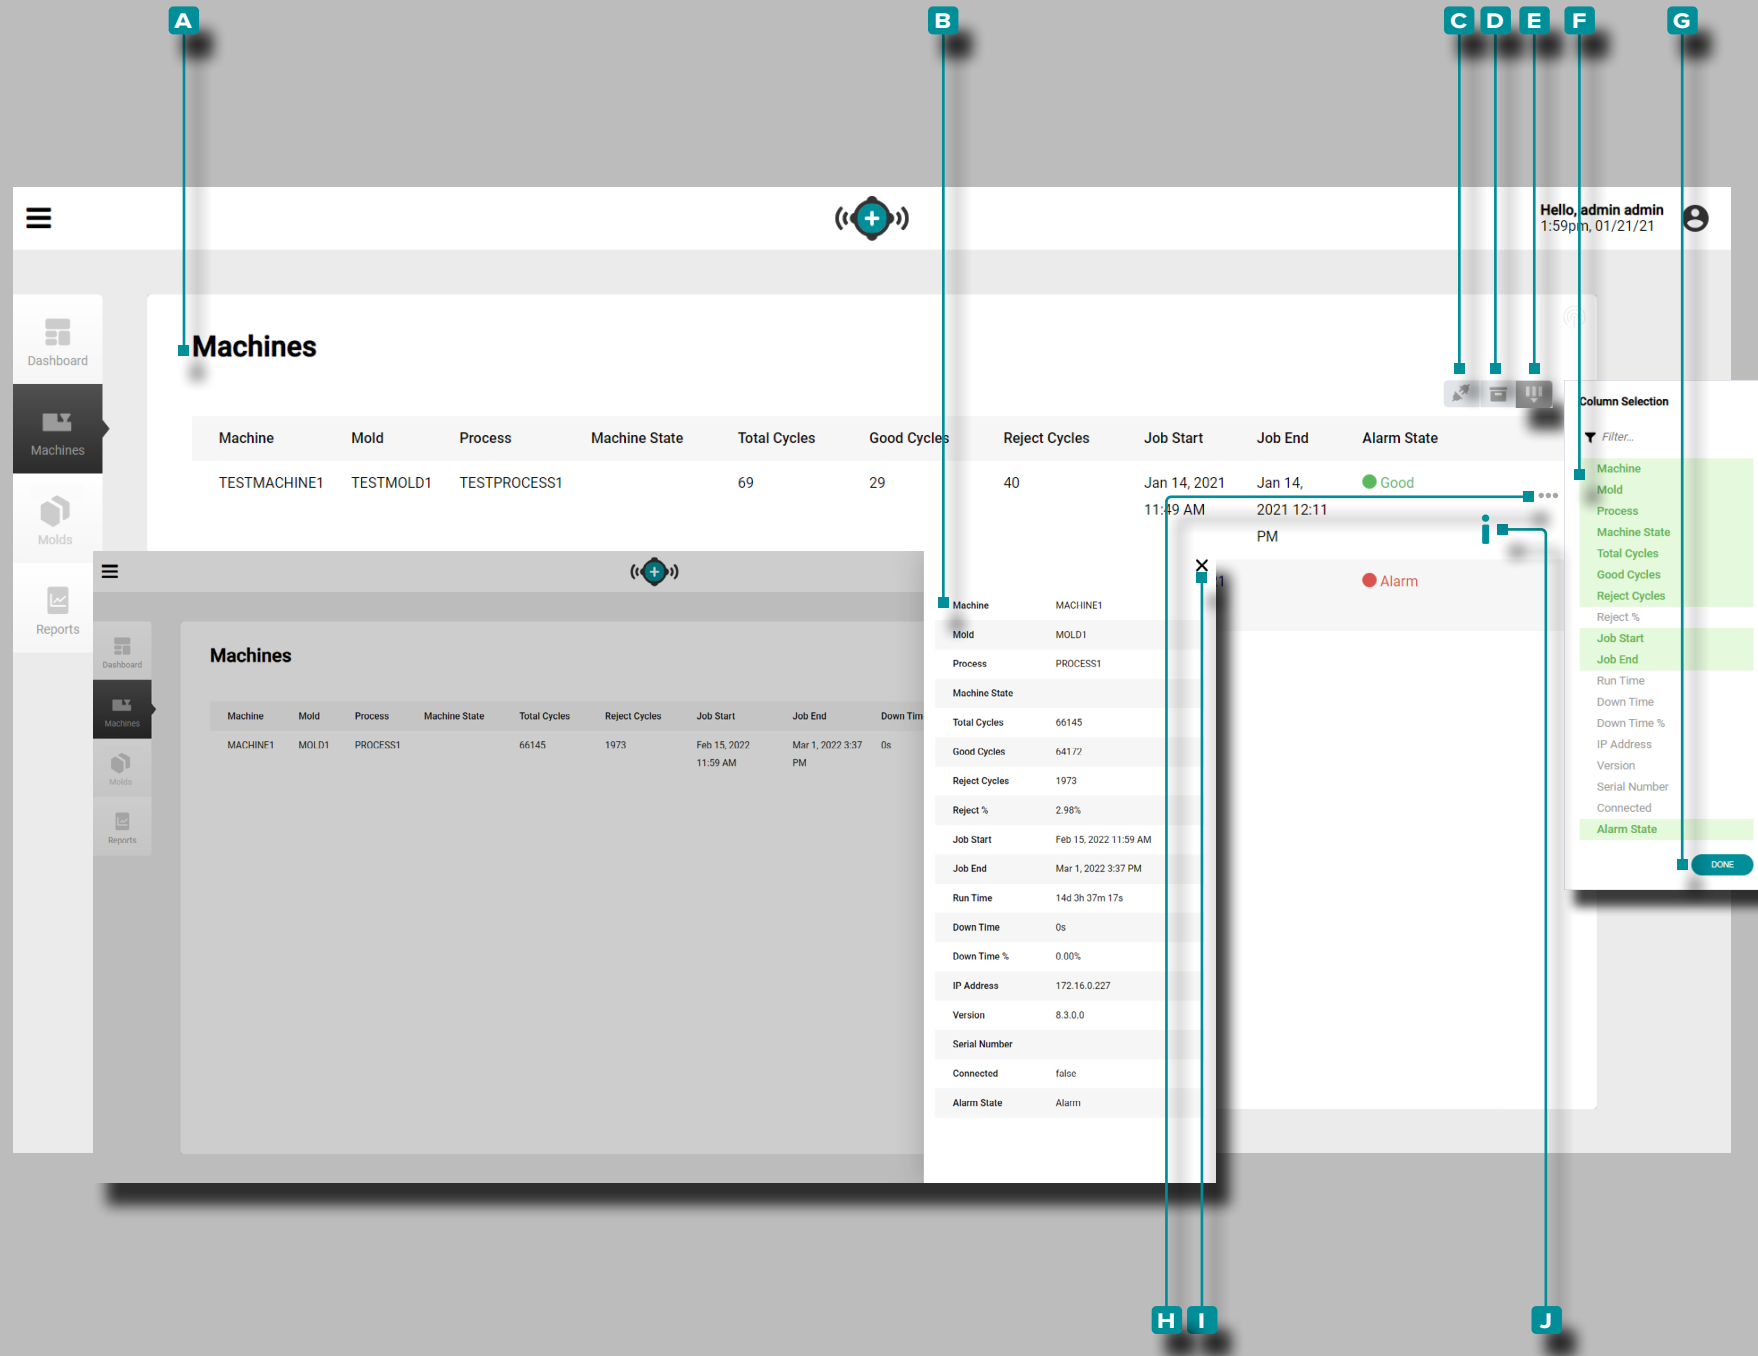 A B C D E F G
Hello, admin admin
1:59pm, 01/21/21
Dashboard
Machines
Molds
Reports
Machines
Machine Mold Process Machine State Total Cycles Good Cycles Reject Cycles Job Start Job End Alarm State
TESTMACHINE1 TESTMOLD1 TESTPROCESS1 69 29 40 Jan 14, 2021 Jan 14, Good
11:49 AM 2021 12:11
PM
Alarm
Column Selection
Filter...
Machine
Mold
Process
Machine State
Total Cycles
Good Cycles
Reject Cycles
Reject %
Job Start
Job End
Run Time
Down Time
Down Time %
IP Address
Version
Serial Number
Connected
Alarm State
DONE
Dashboard
Machines
Molds
Reports
Machines
Machine Mold Process Machine State Total Cycles Reject Cycles Job Start Job End Down Tim
MACHINE1 MOLD1 PROCESS1 66145 1973 Feb 15, 2022 Mar 1, 2022 3:37 0s
11:59 AM PM
Machine MACHINE1
Mold MOLD1
Process PROCESS1
Machine State
Total Cycles 66145
Good Cycles 64172
Reject Cycles 1973
Reject % 2.98%
Job Start Feb 15, 2022 11:59 AM
Job End Mar 1, 2022 3:37 PM
Run Time 14d 3h 37m 17s
Down Time 0s
Down Time % 0.00%
IP Address 172.16.0.227
Version 8.3.0.0
Serial Number
Connected false
Alarm State Alarm
H I J